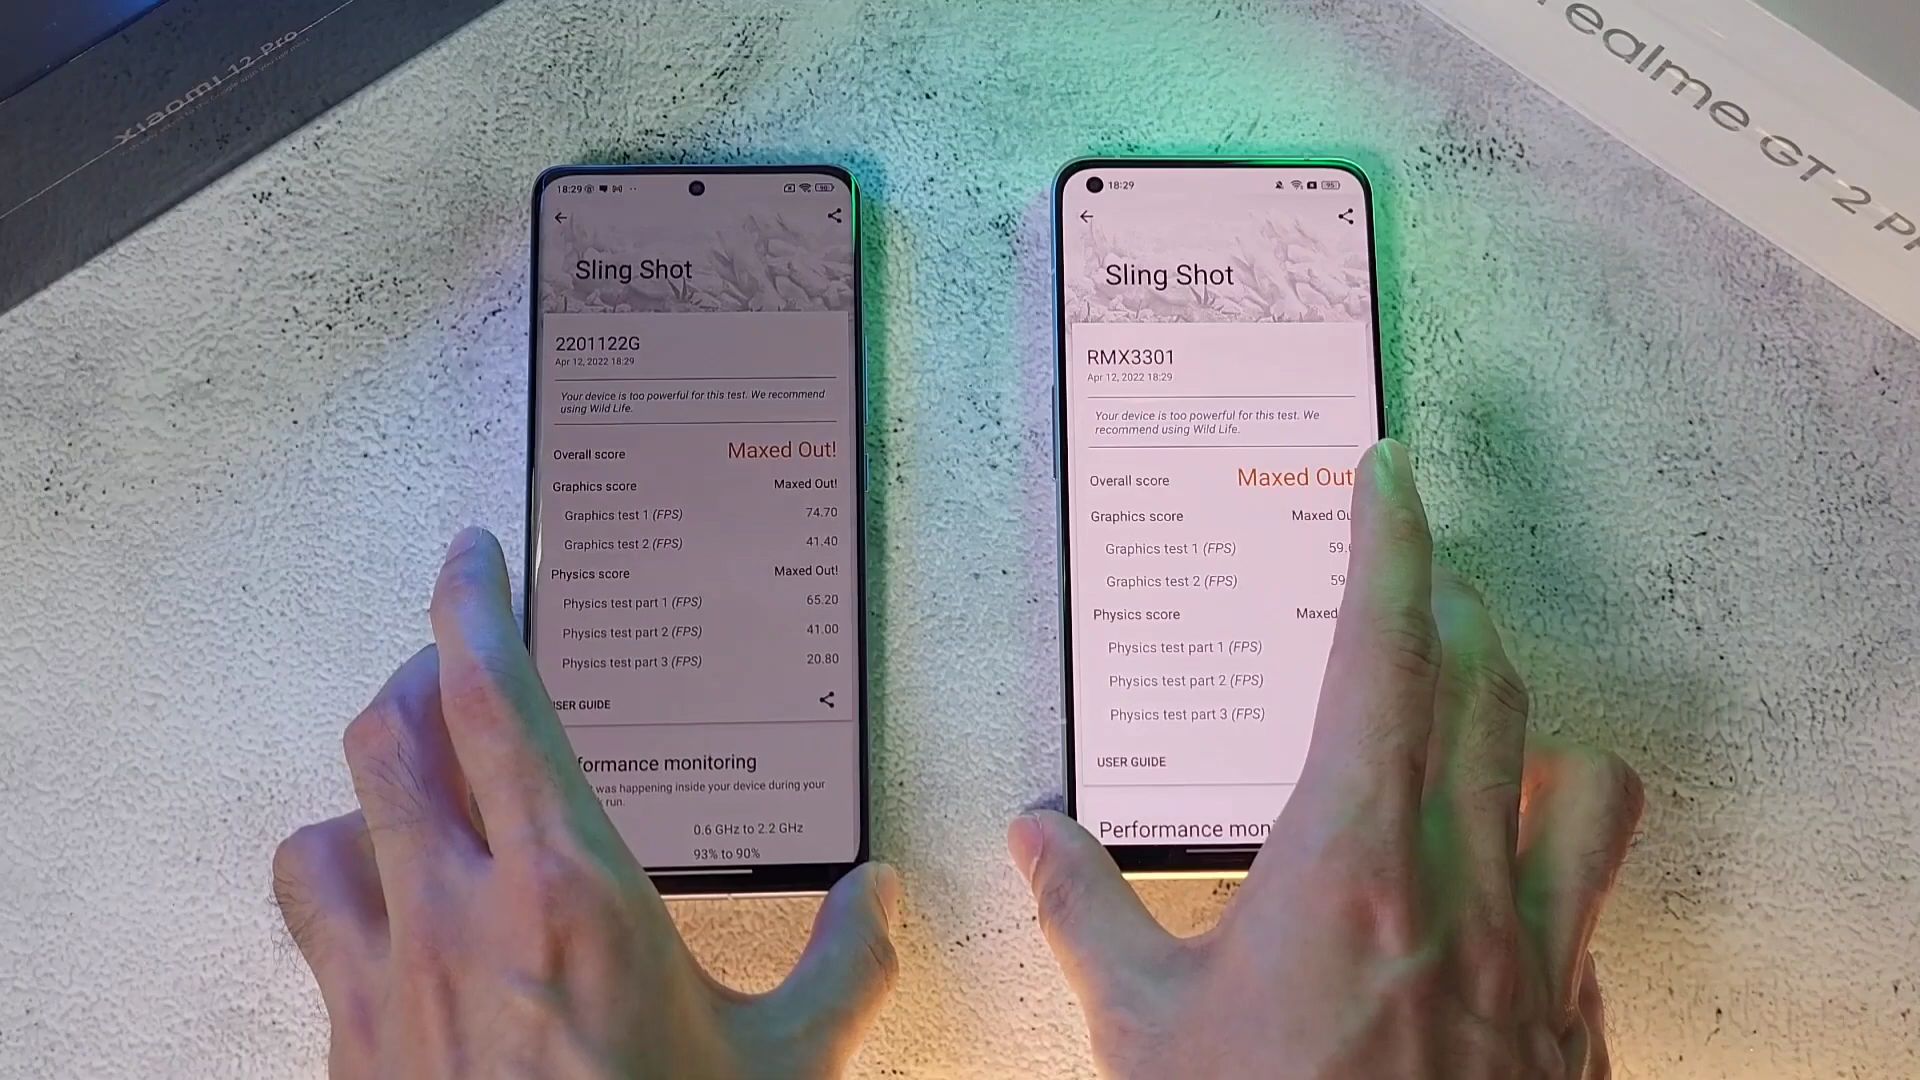 xiaomi 12 Pro
realme GT 2 P
18:29
Sling Shot
2201122G
Apr 12, 2022 18:29
Your device is too powerful for this test. We recommend
using Wild Life.
Overall score Maxed Out!
Graphics score Maxed Out!
Graphics test 1 (FPS) 74.70
Graphics test 2 (FPS) 41.40
Physics score Maxed Out!
Physics test part 1 (FPS) 65.20
Physics test part 2 (FPS) 41.00
Physics test part 3 (FPS) 20.80
SER GUIDE
formance monitoring
was happening inside your device during your
run.
0.6 GHz to 2.2 GHz
93% to 90%
18:29
Sling Shot
RMX3301
Apr 12, 2022 18:29
Your device is too powerful for this test. We
recommend using Wild Life.
Overall score Maxed Out
Graphics score Maxed Ou
Graphics test 1 (FPS) 59.
Graphics test 2 (FPS) 59
Physics score Maxed
Physics test part 1 (FPS)
Physics test part 2 (FPS)
Physics test part 3 (FPS)
USER GUIDE
Performance moni